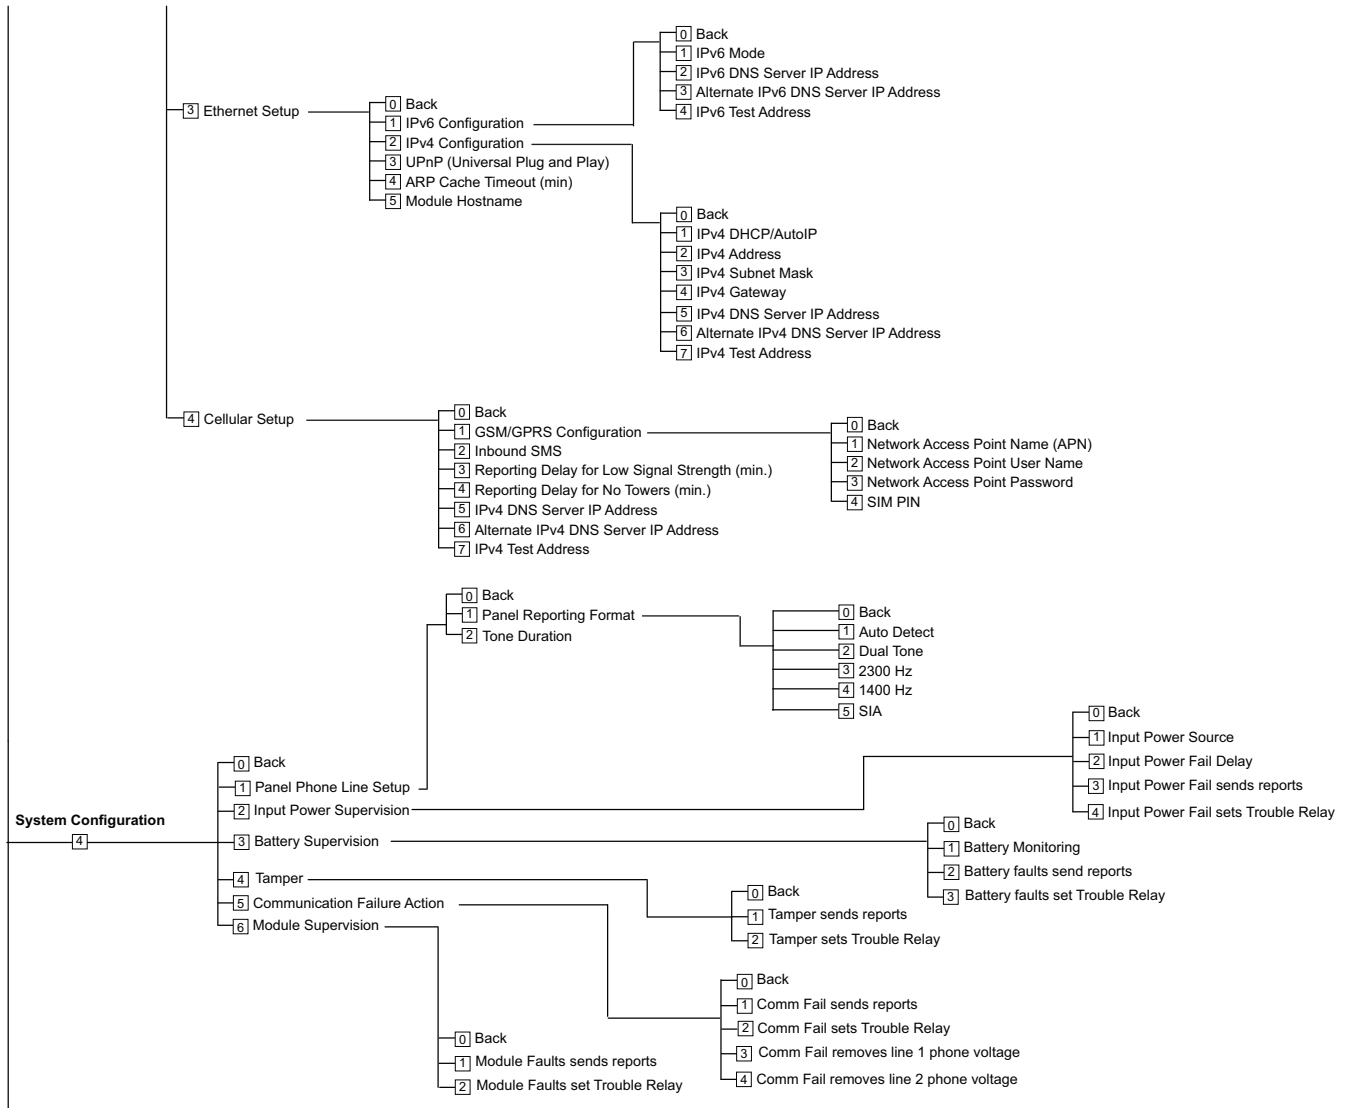 0 Back
1 IPv6 Mode
2 IPv6 DNS Server IP Address
3 Alternate IPv6 DNS Server IP Address
4 IPv6 Test Address
3 Ethernet Setup
0 Back
1 IPv6 Configuration
2 IPv4 Configuration
3 UPnP (Universal Plug and Play)
4 ARP Cache Timeout (min)
5 Module Hostname
0 Back
1 IPv4 DHCP/AutoIP
2 IPv4 Address
3 IPv4 Subnet Mask
4 IPv4 Gateway
5 IPv4 DNS Server IP Address
6 Alternate IPv4 DNS Server IP Address
7 IPv4 Test Address
4 Cellular Setup
0 Back
1 GSM/GPRS Configuration
2 Inbound SMS
3 Reporting Delay for Low Signal Strength (min.)
4 Reporting Delay for No Towers (min.)
5 IPv4 DNS Server IP Address
6 Alternate IPv4 DNS Server IP Address
7 IPv4 Test Address
0 Back
1 Network Access Point Name (APN)
2 Network Access Point User Name
3 Network Access Point Password
4 SIM PIN
0 Back
1 Panel Reporting Format
2 Tone Duration
0 Back
1 Auto Detect
2 Dual Tone
3 2300 Hz
4 1400 Hz
5 SIA
System Configuration
4
0 Back
1 Panel Phone Line Setup
2 Input Power Supervision
3 Battery Supervision
4 Tamper
5 Communication Failure Action
6 Module Supervision
0 Back
1 Input Power Source
2 Input Power Fail Delay
3 Input Power Fail sends reports
4 Input Power Fail sets Trouble Relay
0 Back
1 Battery Monitoring
2 Battery faults send reports
3 Battery faults set Trouble Relay
0 Back
1 Tamper sends reports
2 Tamper sets Trouble Relay
0 Back
1 Comm Fail sends reports
2 Comm Fail sets Trouble Relay
3 Comm Fail removes line 1 phone voltage
4 Comm Fail removes line 2 phone voltage
0 Back
1 Module Faults sends reports
2 Module Faults set Trouble Relay